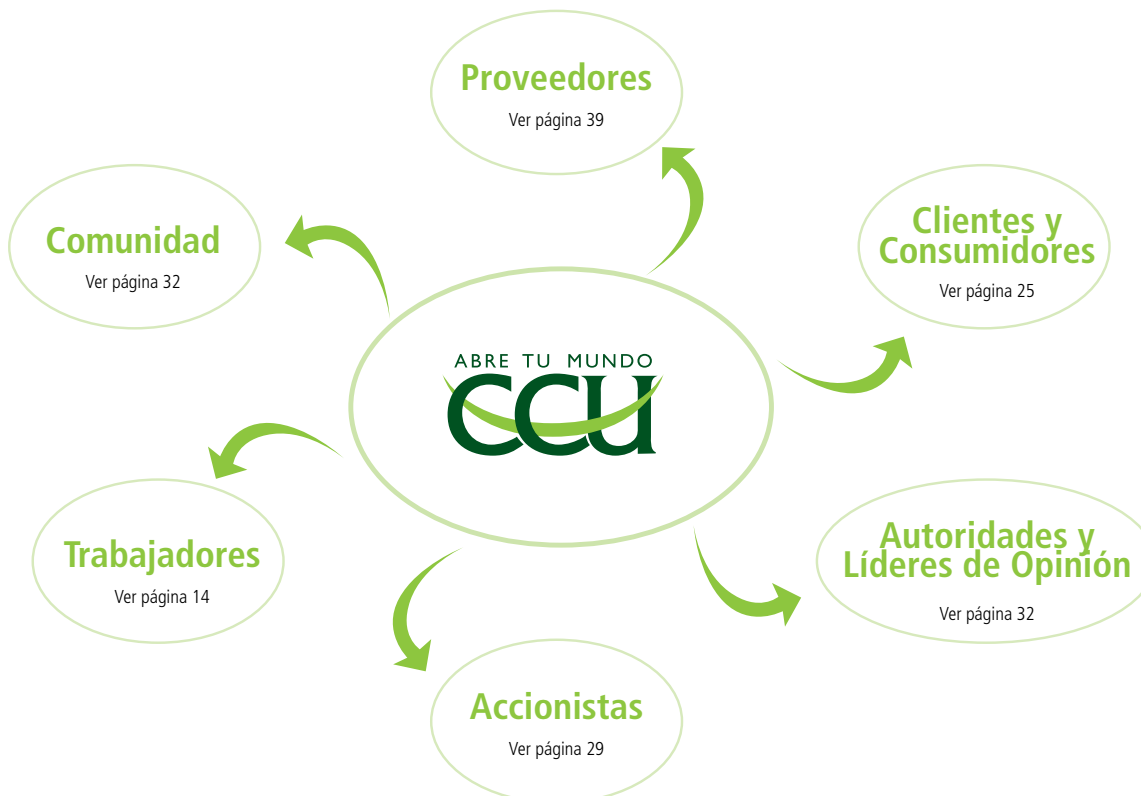 Proveedores
Ver página 39
Comunidad
Ver página 32
Clientes y
Consumidores
Ver página 25
ABRE TU MUNDO
CCU
Trabajadores
Ver página 14
Autoridades y
Líderes de Opinión
Ver página 32
Accionistas
Ver página 29